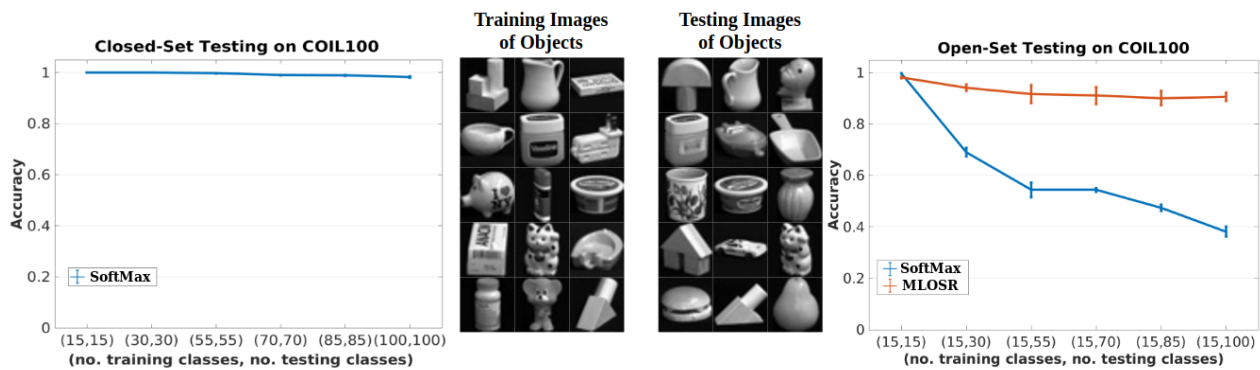 Closed-Set Testing on COIL100
Accuracy
1
0.8
0.6
0.4
0.2
0
SoftMax
(15,15) (30,30) (55,55) (70,70) (85,85) (100,100)
(no. training classes, no. testing classes)
Training Images
of Objects
Vaseline
I
ANACIN
Testing Images
of Objects
Open-Set Testing on COIL100
Accuracy
1
0.8
0.6
0.4
0.2
0
SoftMax
MLOSR
(15,15) (15,30) (15,55) (15,70) (15,85) (15,100)
(no. training classes, no. testing classes)